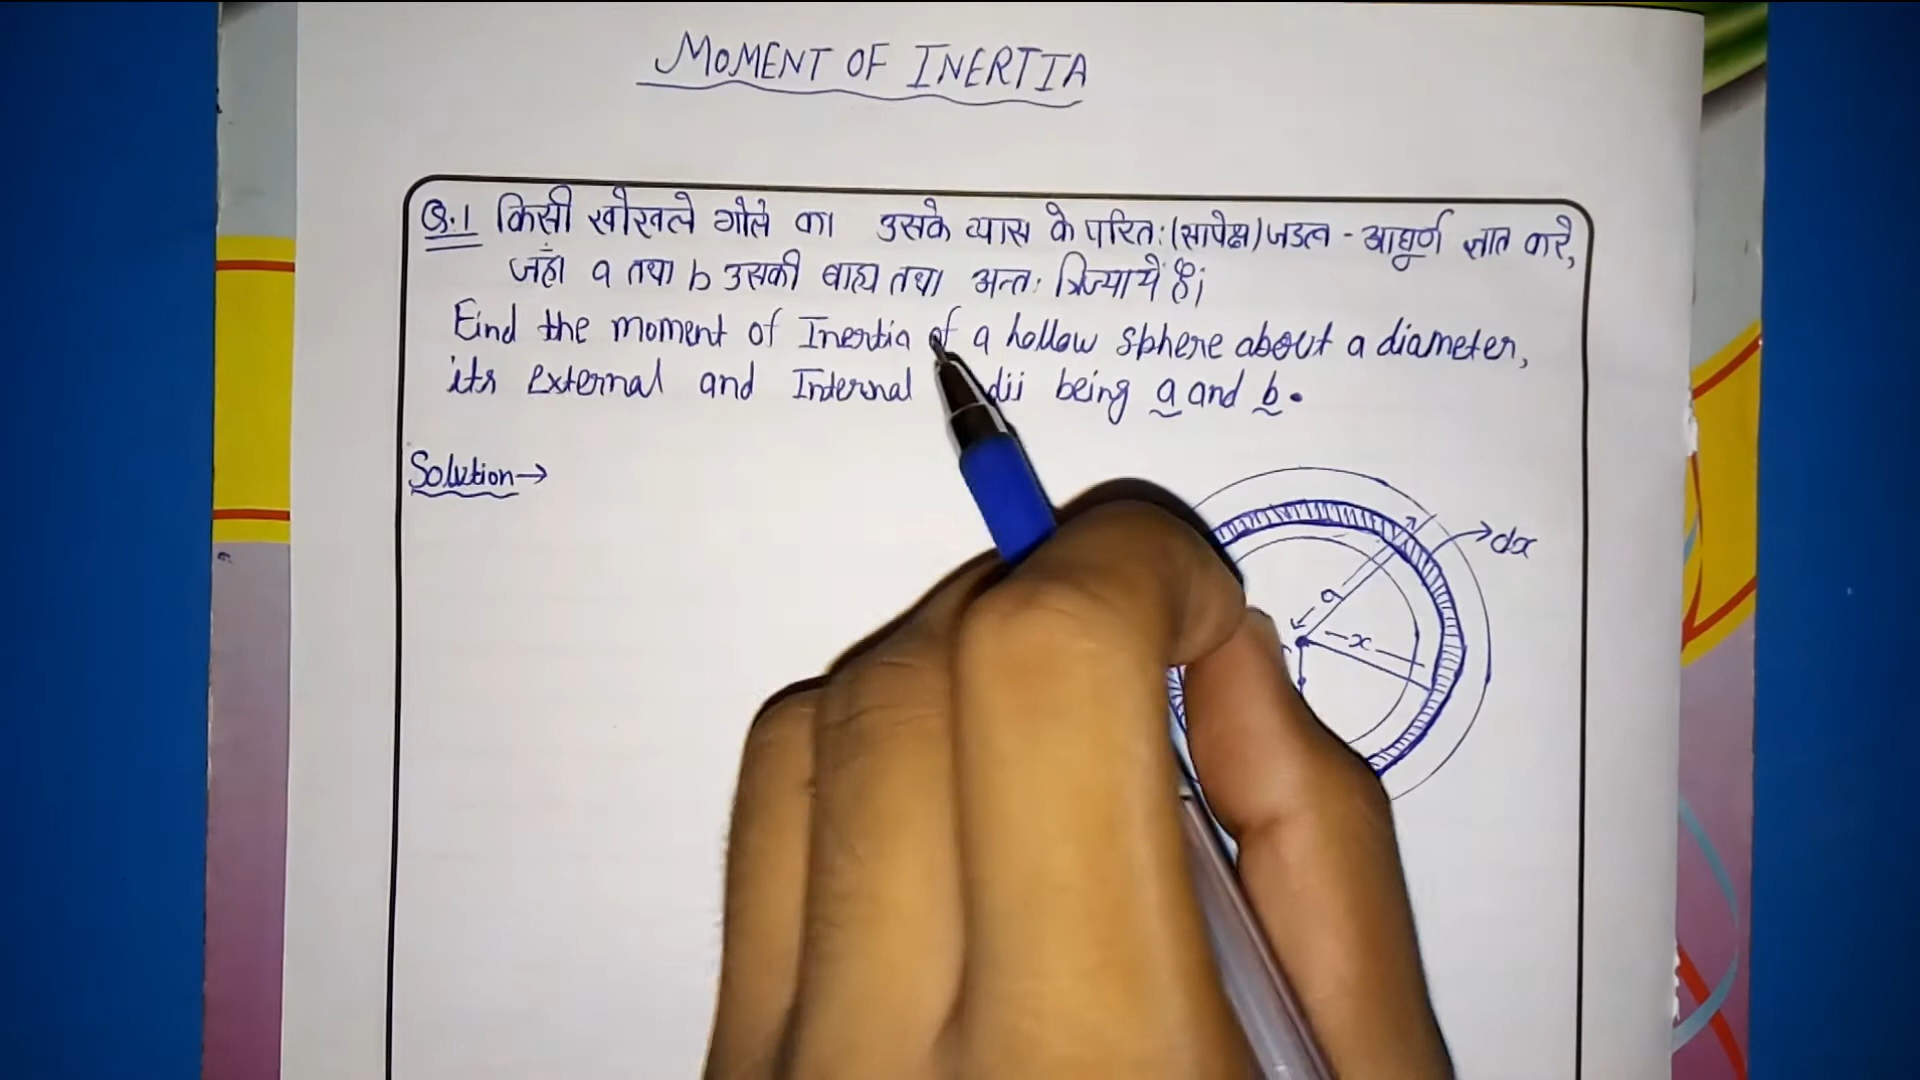 MOMENT OF INERTIA
Q.1 किसी खोखले गोले का उसके व्यास के परितः (सापेक्ष) जडत्व - आघूर्ण ज्ञात करे,
जहाँ a तथा b उसकी बाह्य तथा अन्तः त्रिज्यायें हैं।
Find the moment of Inertia of a hollow sphere about a diameter,
its external and Internal being a and b.
Solution→
dx
a
x